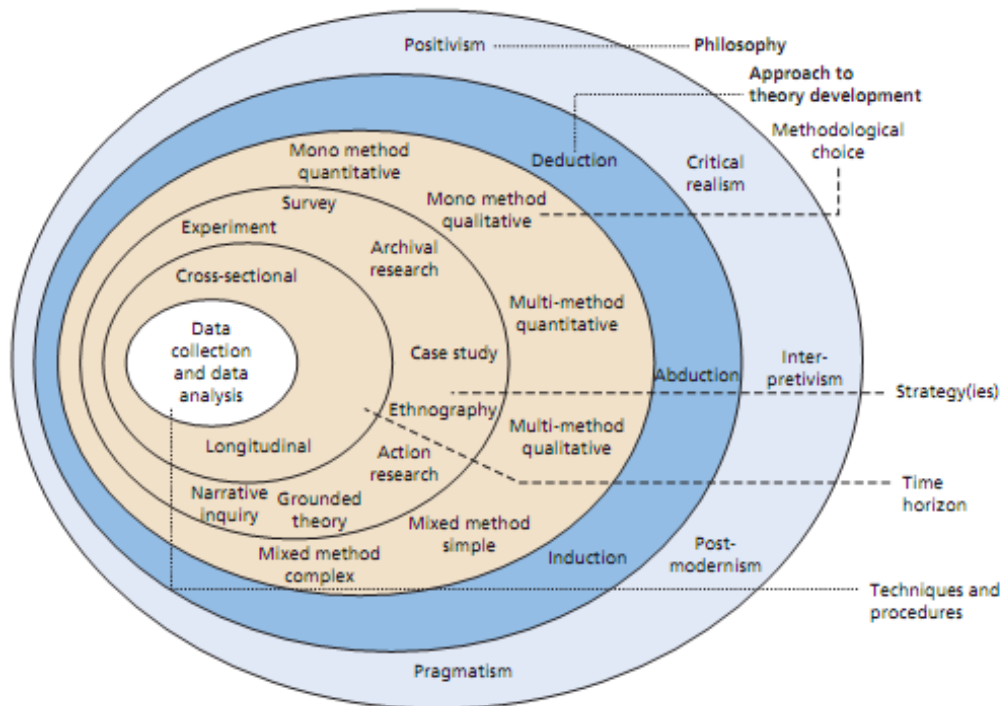 Positivism
Philosophy
Approach to
theory development
Methodological
choice
Mono method
quantitative
Deduction
Critical
realism
Mono method
qualitative
Survey
Experiment
Archival
research
Cross-sectional
Multi-method
quantitative
Data
collection
and data
analysis
Case study
Abduction
Inter-
pretivism
Strategy(ies)
Ethnography
Multi-method
qualitative
Longitudinal
Action
research
Time
horizon
Narrative
inquiry
Grounded
theory
Mixed method
simple
Mixed method
complex
Induction
Post-
modernism
Techniques and
procedures
Pragmatism